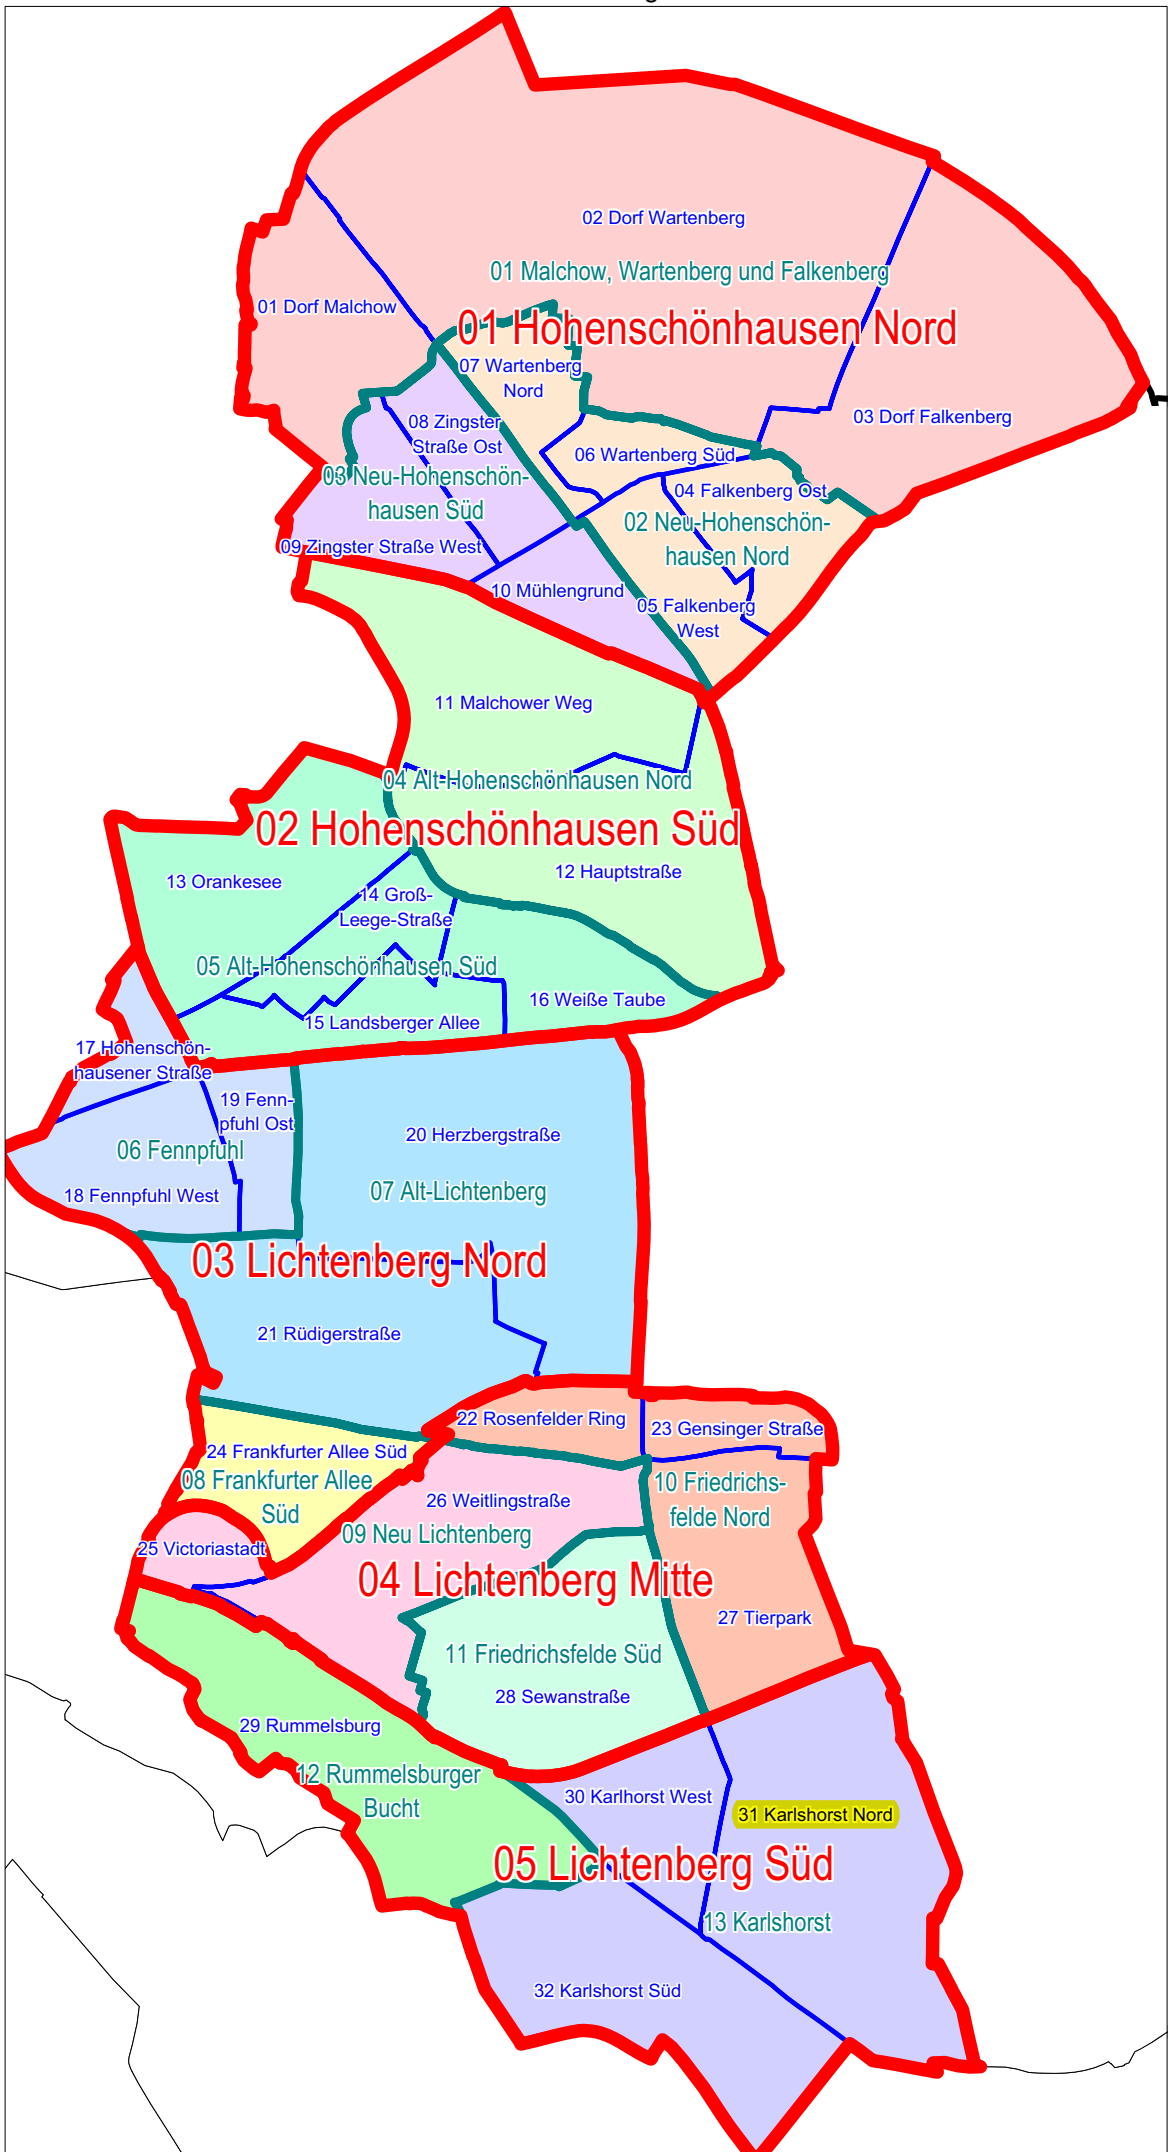 02 Dorf Wartenberg
01 Malchow, Wartenberg und Falkenberg
01 Dorf Malchow
01 Hohenschönhausen Nord
07 Wartenberg
Nord
03 Dorf Falkenberg
08 Zingster
Straße Ost
06 Wartenberg Süd
03 Neu-Hohenschön-
hausen Süd
04 Falkenberg Ost
02 Neu-Hohenschön-
hausen Nord
09 Zingster Straße West
10 Mühlengrund
05 Falkenberg
West
11 Malchower Weg
04 Alt-Hohenschönhausen Nord
02 Hohenschönhausen Süd
12 Hauptstraße
13 Orankesee
14 Groß-
Leege-Straße
05 Alt-Hohenschönhausen Süd
16 Weiße Taube
15 Landsberger Allee
17 Hohenschön-
hausener Straße
19 Fenn-
pfuhl Ost
20 Herzbergstraße
06 Fennpfuhl
18 Fennpfuhl West
07 Alt-Lichtenberg
03 Lichtenberg Nord
21 Rüdigerstraße
22 Rosenfelder Ring
23 Gensinger Straße
24 Frankfurter Allee Süd
08 Frankfurter Allee
Süd
10 Friedrichs-
felde Nord
26 Weitlingstraße
09 Neu Lichtenberg
25 Victoriastadt
04 Lichtenberg Mitte
27 Tierpark
11 Friedrichsfelde Süd
28 Sewanstraße
29 Rummelsburg
12 Rummelsburger
Bucht
30 Karlhorst West
31 Karlshorst Nord
05 Lichtenberg Süd
13 Karlshorst
32 Karlshorst Süd